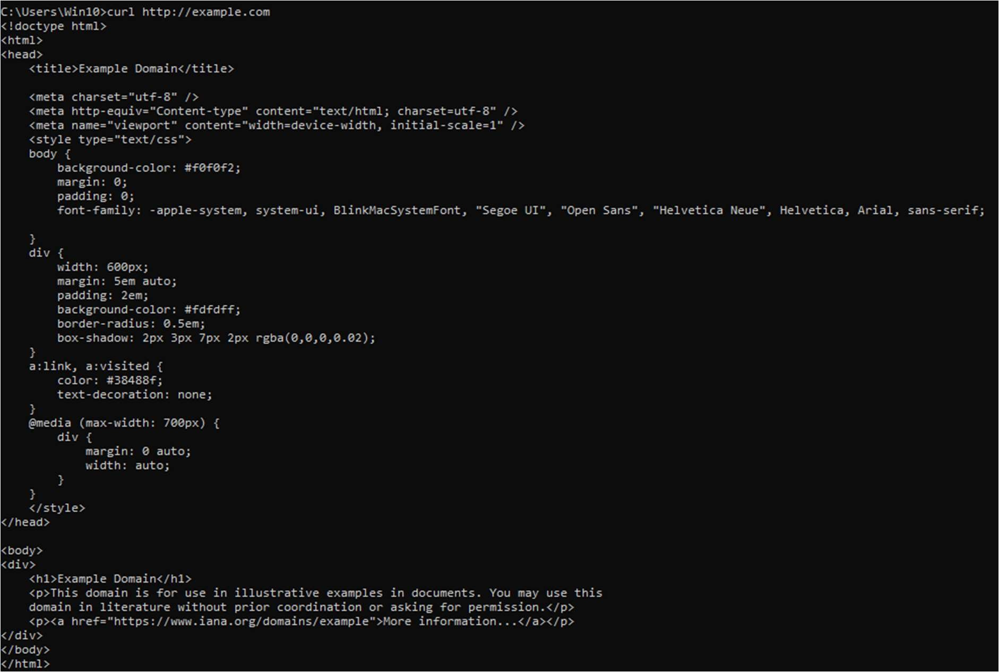 C:\Users\Win10>curl http://example.com
<!doctype html>
<html>
<head>
    <title>Example Domain</title>

    <meta charset="utf-8" />
    <meta http-equiv="Content-type" content="text/html; charset=utf-8" />
    <meta name="viewport" content="width=device-width, initial-scale=1" />
    <style type="text/css">
    body {
        background-color: #f0f0f2;
        margin: 0;
        padding: 0;
        font-family: -apple-system, system-ui, BlinkMacSystemFont, "Segoe UI", "Open Sans", "Helvetica Neue", Helvetica, Arial, sans-serif;

    }
    div {
        width: 600px;
        margin: 5em auto;
        padding: 2em;
        background-color: #fdfdff;
        border-radius: 0.5em;
        box-shadow: 2px 3px 7px 2px rgba(0,0,0,0.02);
    }
    a:link, a:visited {
        color: #38488f;
        text-decoration: none;
    }
    @media (max-width: 700px) {
        div {
            margin: 0 auto;
            width: auto;
        }
    }
    </style>
</head>

<body>
<div>
    <h1>Example Domain</h1>
    <p>This domain is for use in illustrative examples in documents. You may use this
    domain in literature without prior coordination or asking for permission.</p>
    <p><a href="https://www.iana.org/domains/example">More information...</a></p>
</div>
</body>
</html>